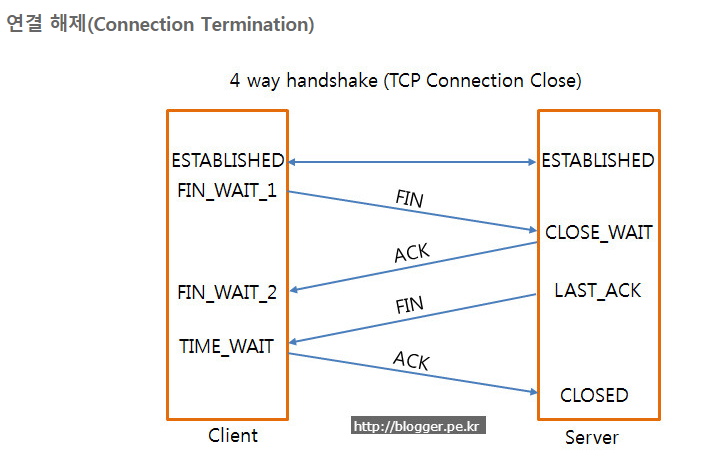 연결 해제(Connection Termination)
4 way handshake (TCP Connection Close)
ESTABLISHED
ESTABLISHED
FIN_WAIT_1
FIN
CLOSE_WAIT
ACK
FIN_WAIT_2
LAST_ACK
FIN
TIME_WAIT
ACK
CLOSED
http://blogger.pe.kr
Client
Server